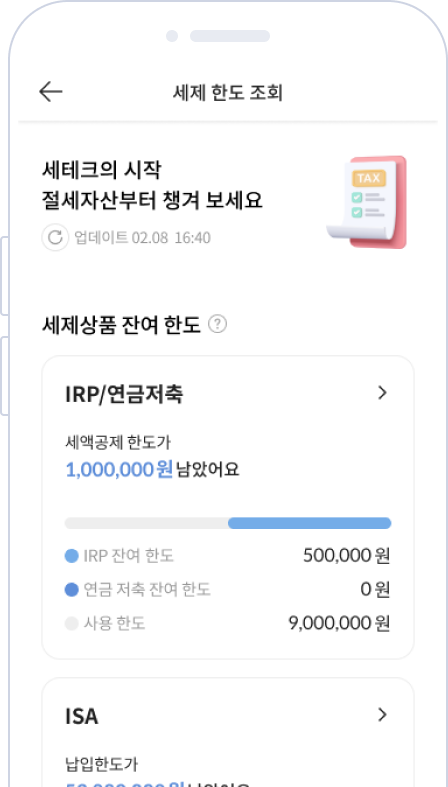 세제 한도 조회
세테크의 시작
절세자산부터 챙겨 보세요
TAX
업데이트 02.08 16:40
세제상품 잔여 한도 ?
IRP/연금저축
세액공제 한도가
1,000,000원 남았어요
IRP 잔여 한도 500,000 원
연금 저축 잔여 한도 0 원
사용 한도 9,000,000 원
ISA
납입한도가